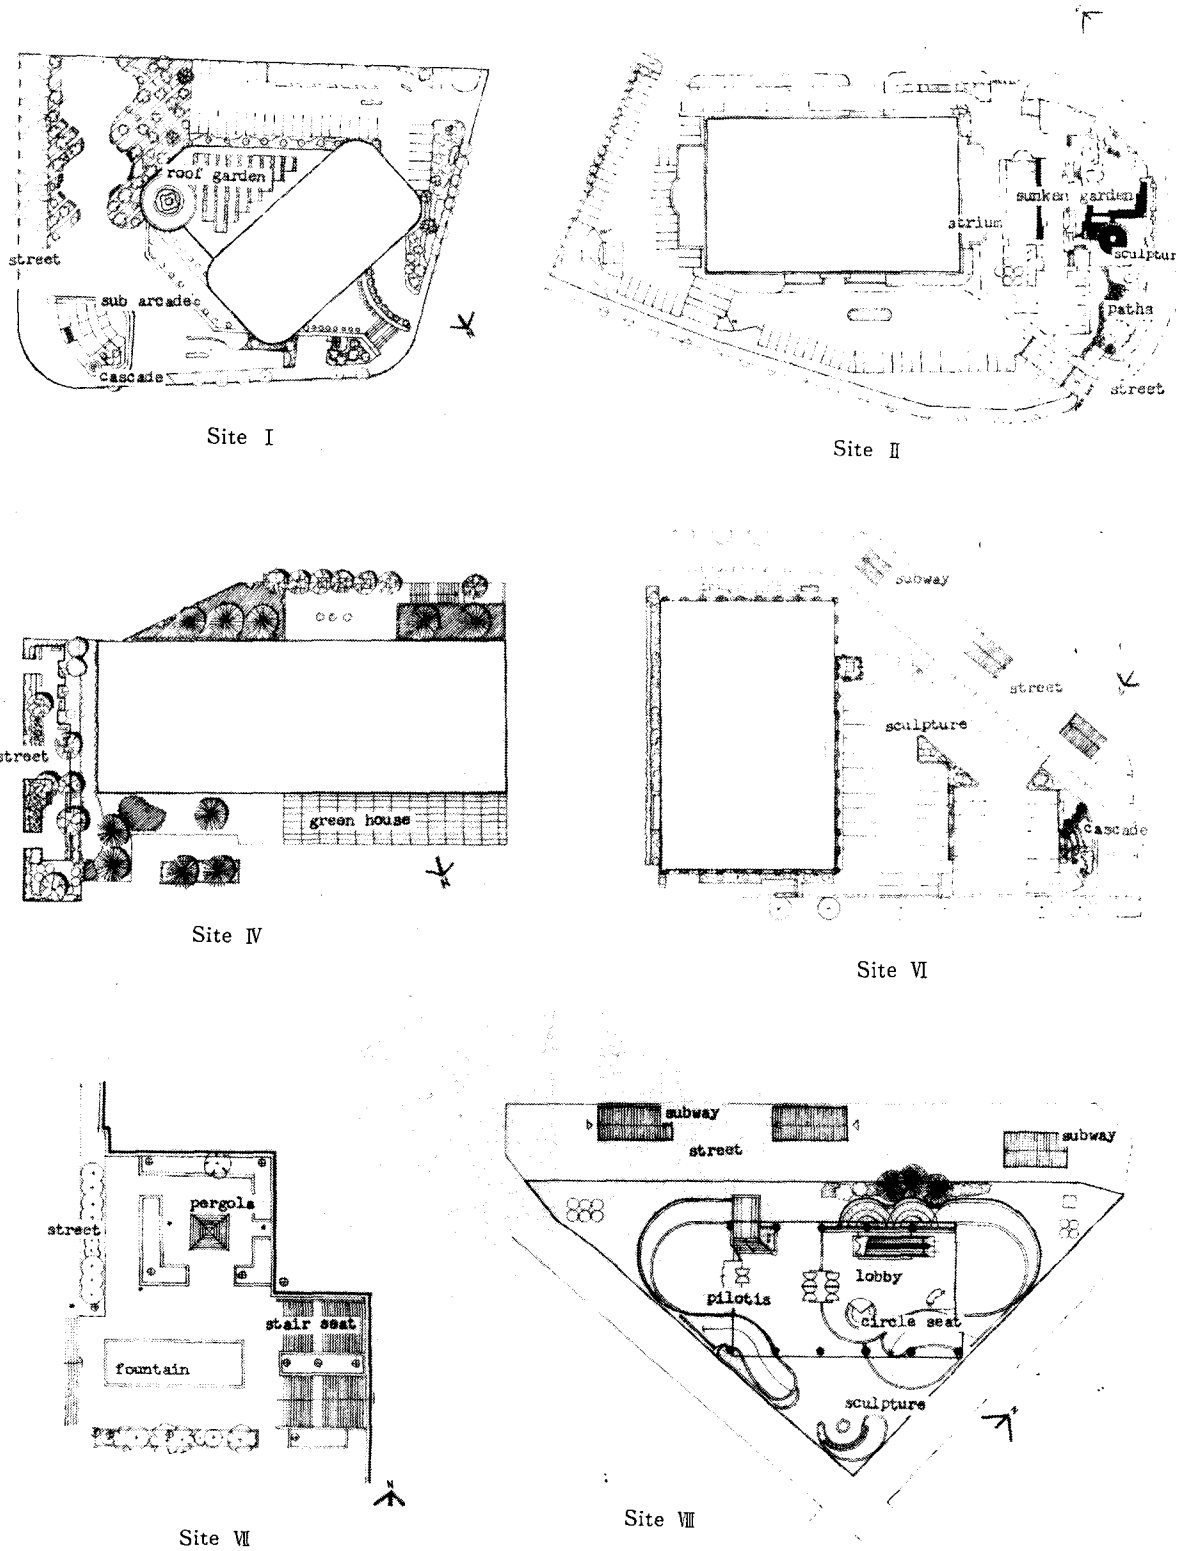 roof garden
street
sub arcade
cascade
Site Ⅰ
sunken garden
strium
sculptur
paths
street
Site Ⅱ
street
green house
N
Site Ⅳ
subway
street
sculpture
cascade
Site Ⅵ
pergola
street
stair seat
fountain
N
Site Ⅶ
subway
street
subway
lobby
pilotis
circle seat
sculpture
N
Site Ⅷ